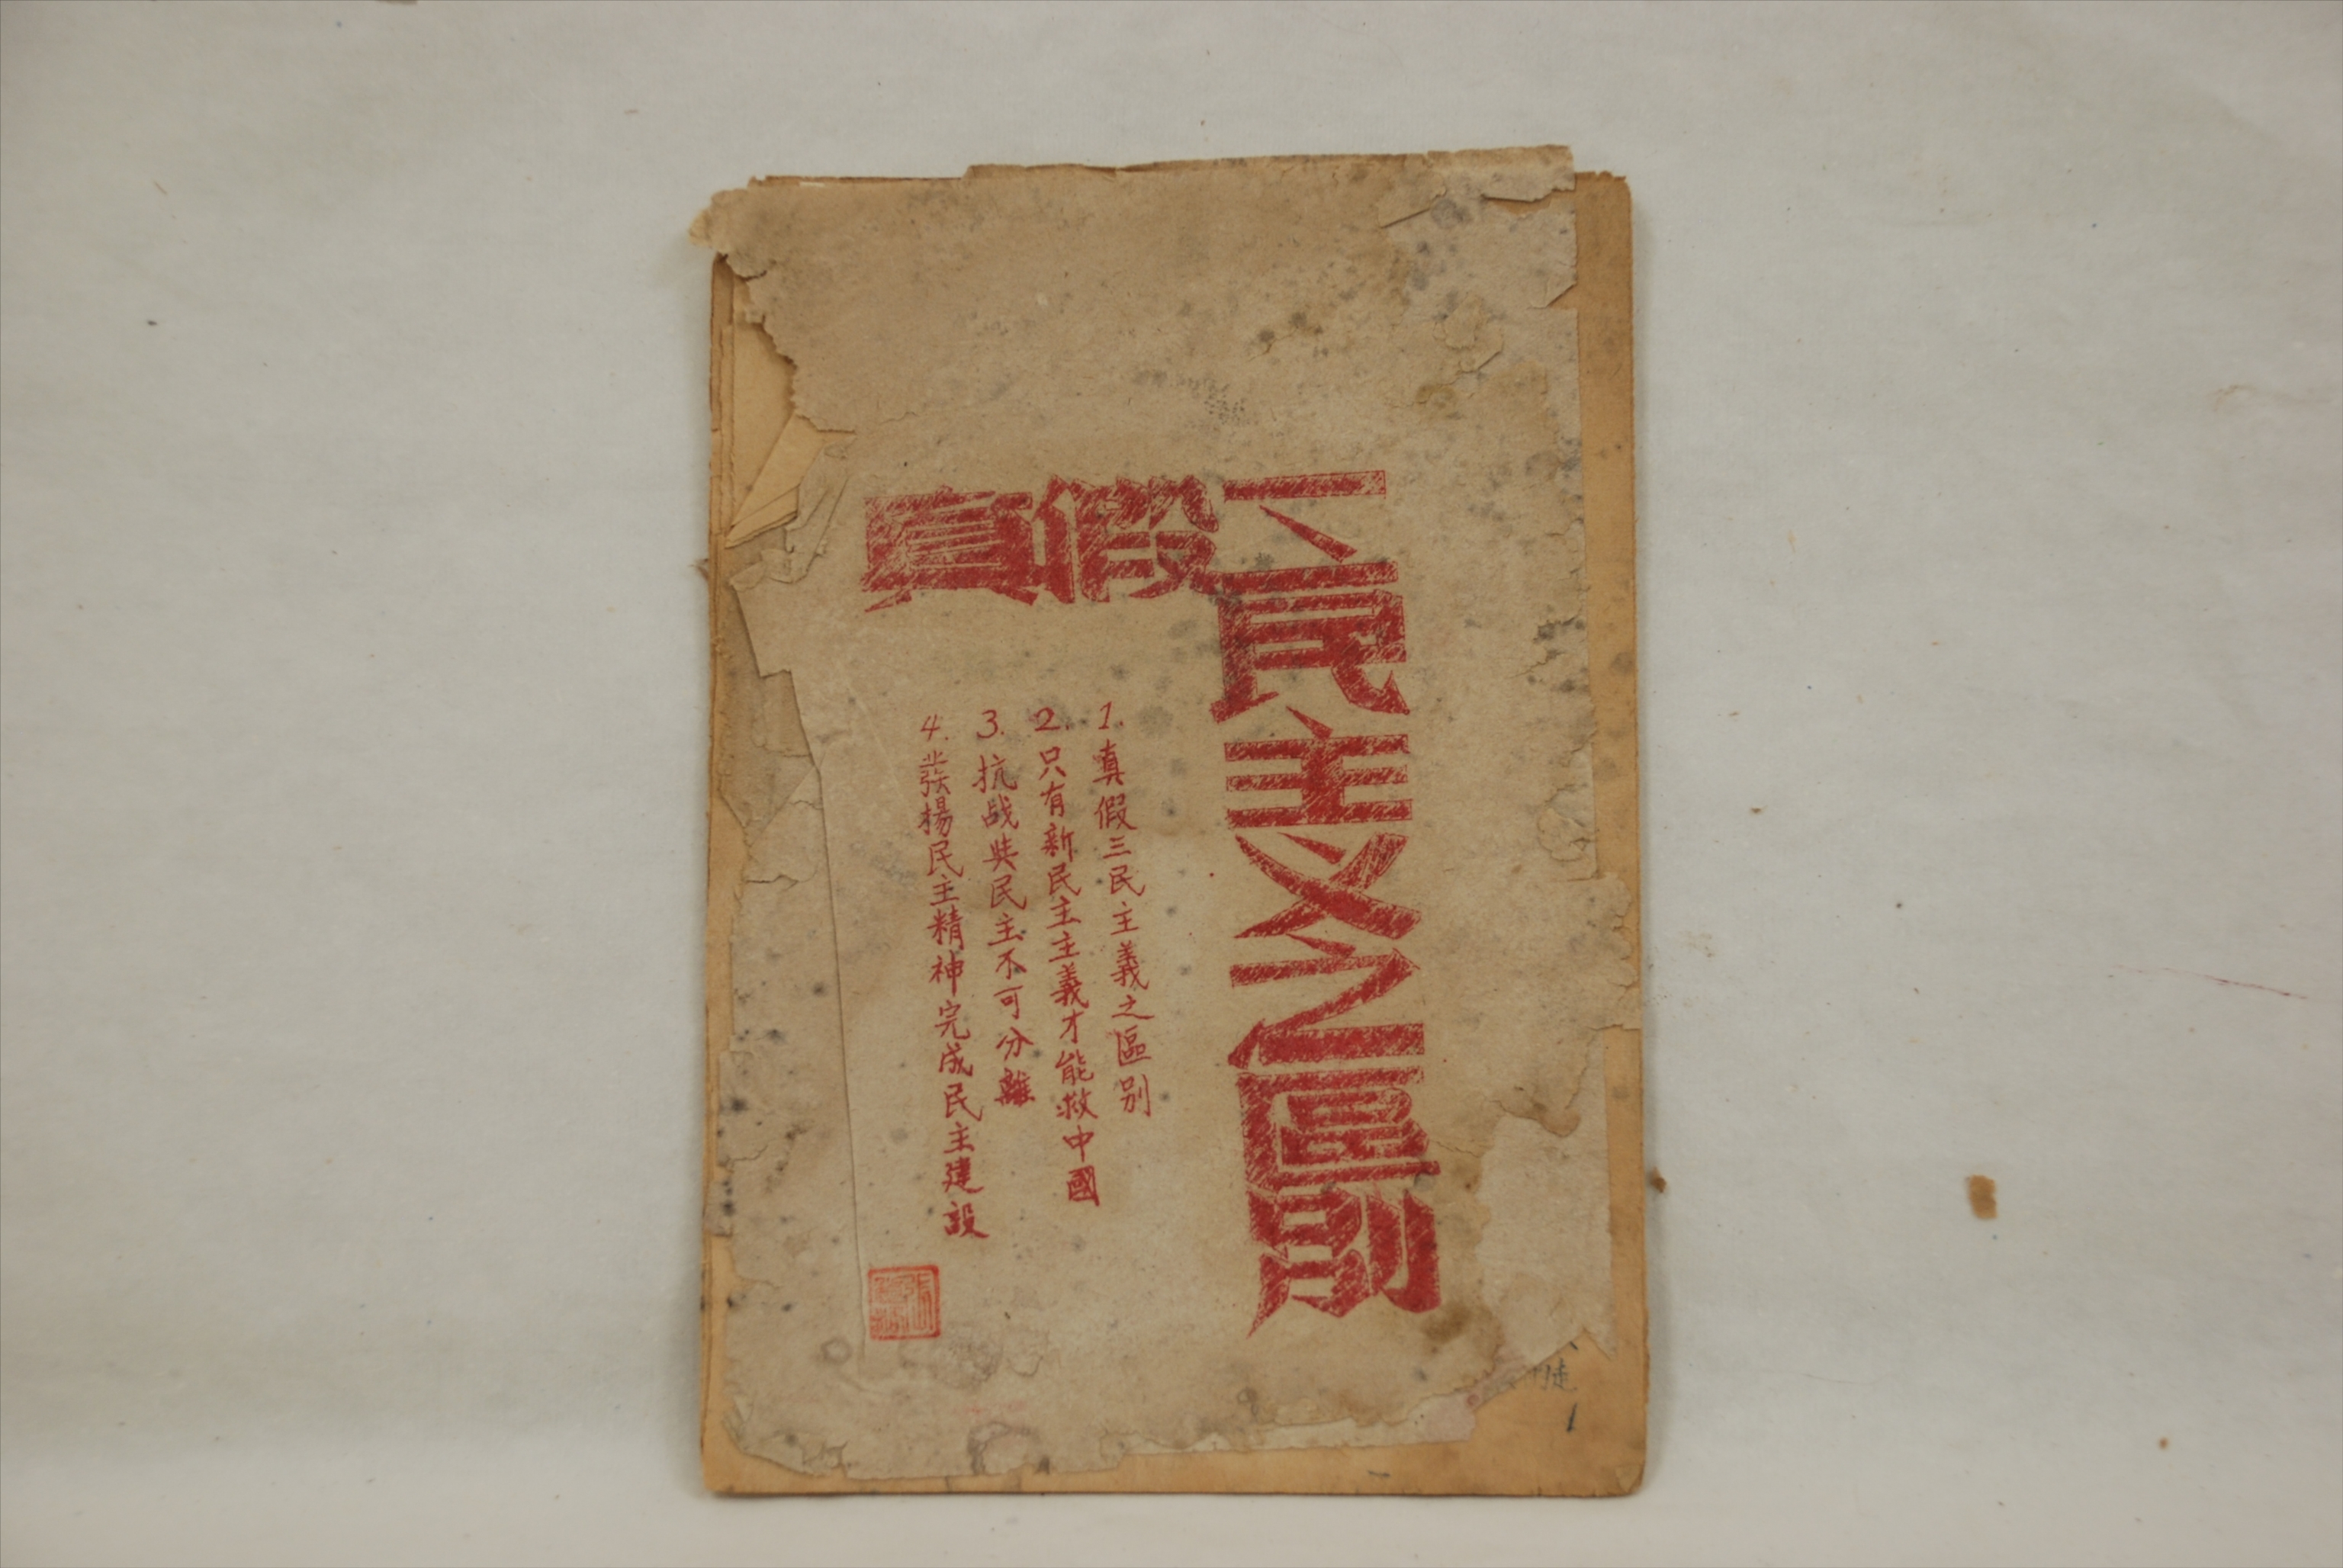 真假三民主义之區别
1. 真假三民主義之區别
2. 只有新民主主義才能救中國
3. 抗战與民主不可分離
4. 發揚民主精神完成民主建設